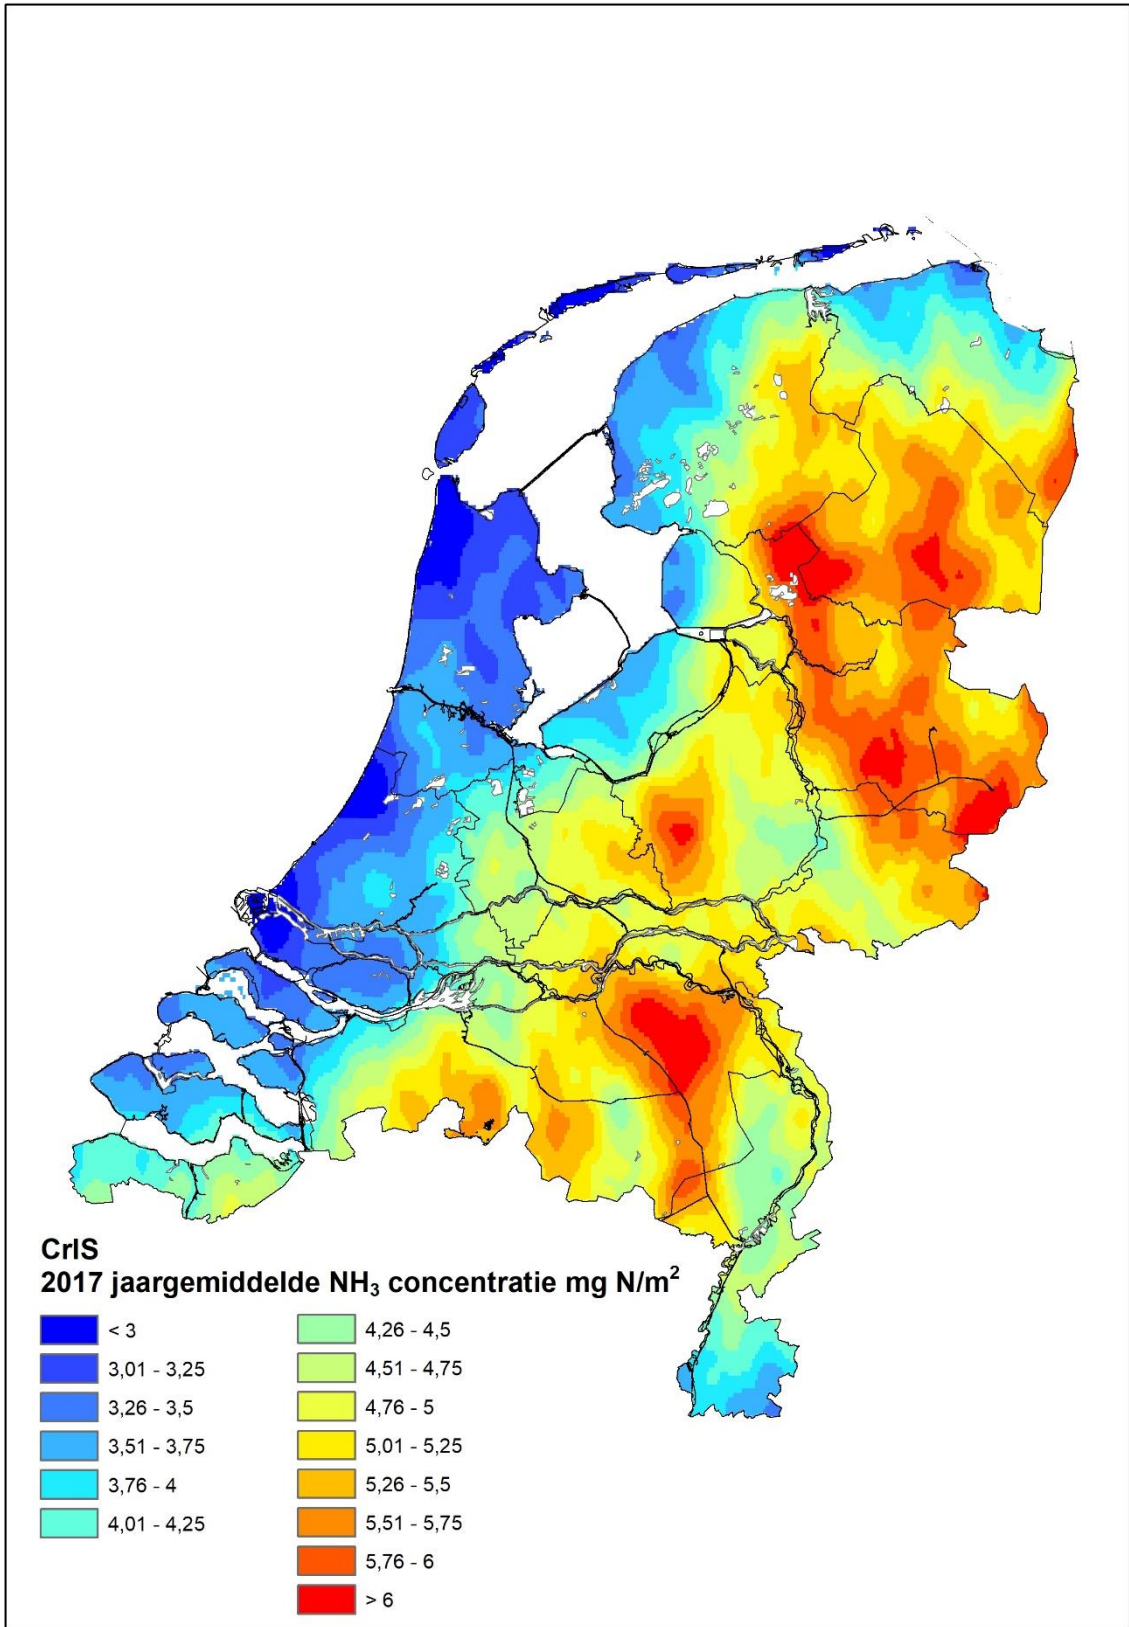 CrIS
2017 jaargemiddelde NH₃ concentratie mg N/m²
< 3
3,01 - 3,25
3,26 - 3,5
3,51 - 3,75
3,76 - 4
4,01 - 4,25
4,26 - 4,5
4,51 - 4,75
4,76 - 5
5,01 - 5,25
5,26 - 5,5
5,51 - 5,75
5,76 - 6
> 6